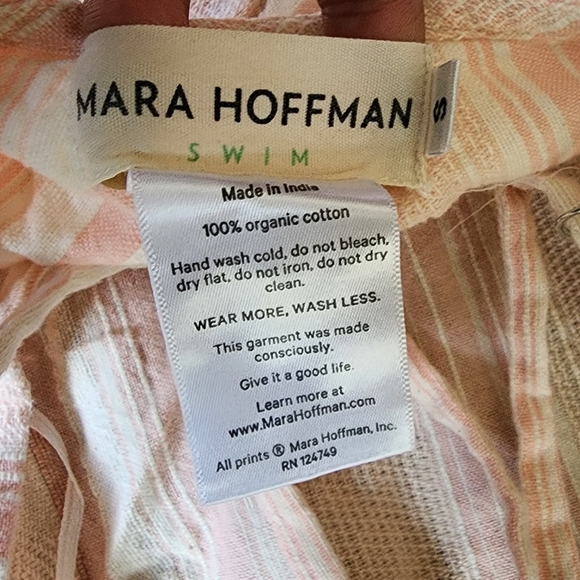 MARA HOFFMAN
S
SWIM
Made in India
100% organic cotton
Hand wash cold, do not bleach,
dry flat, do not iron, do not dry
clean.
WEAR MORE, WASH LESS.
This garment was made
consciously.
Give it a good life.
Learn more at
www.MaraHoffman.com
All prints ® Mara Hoffman, Inc.
RN 124749